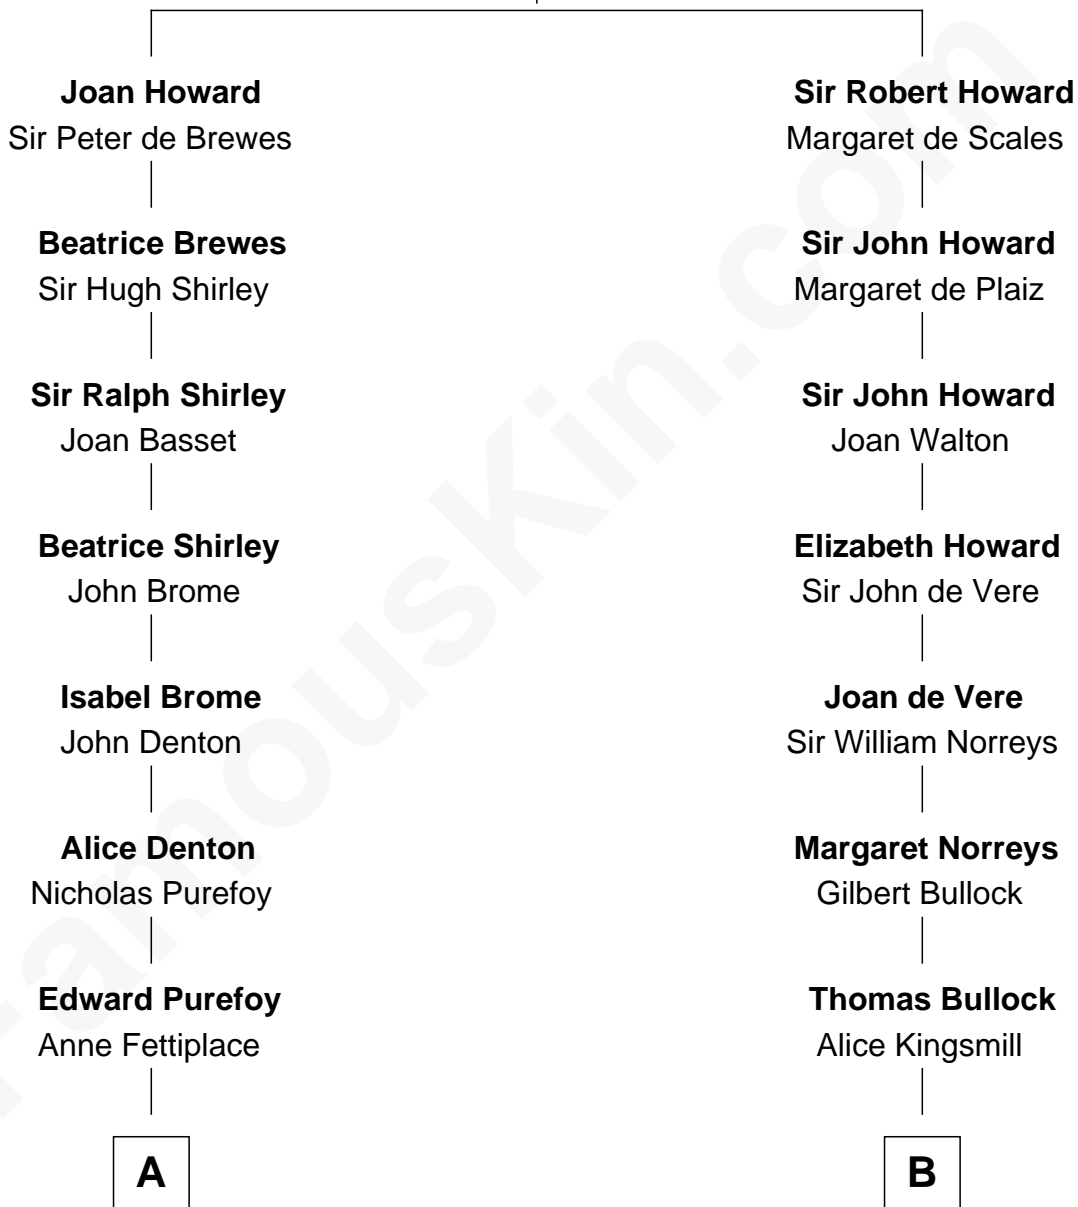 Joan Howard
Sir Peter de Brewes
Beatrice Brewes
Sir Hugh Shirley
Sir Ralph Shirley
Joan Basset
Beatrice Shirley
John Brome
Isabel Brome
John Denton
Alice Denton
Nicholas Purefoy
Edward Purefoy
Anne Fettiplace
A
Sir Robert Howard
Margaret de Scales
Sir John Howard
Margaret de Plaiz
Sir John Howard
Joan Walton
Elizabeth Howard
Sir John de Vere
Joan de Vere
Sir William Norreys
Margaret Norreys
Gilbert Bullock
Thomas Bullock
Alice Kingsmill
B
FamousKin.com